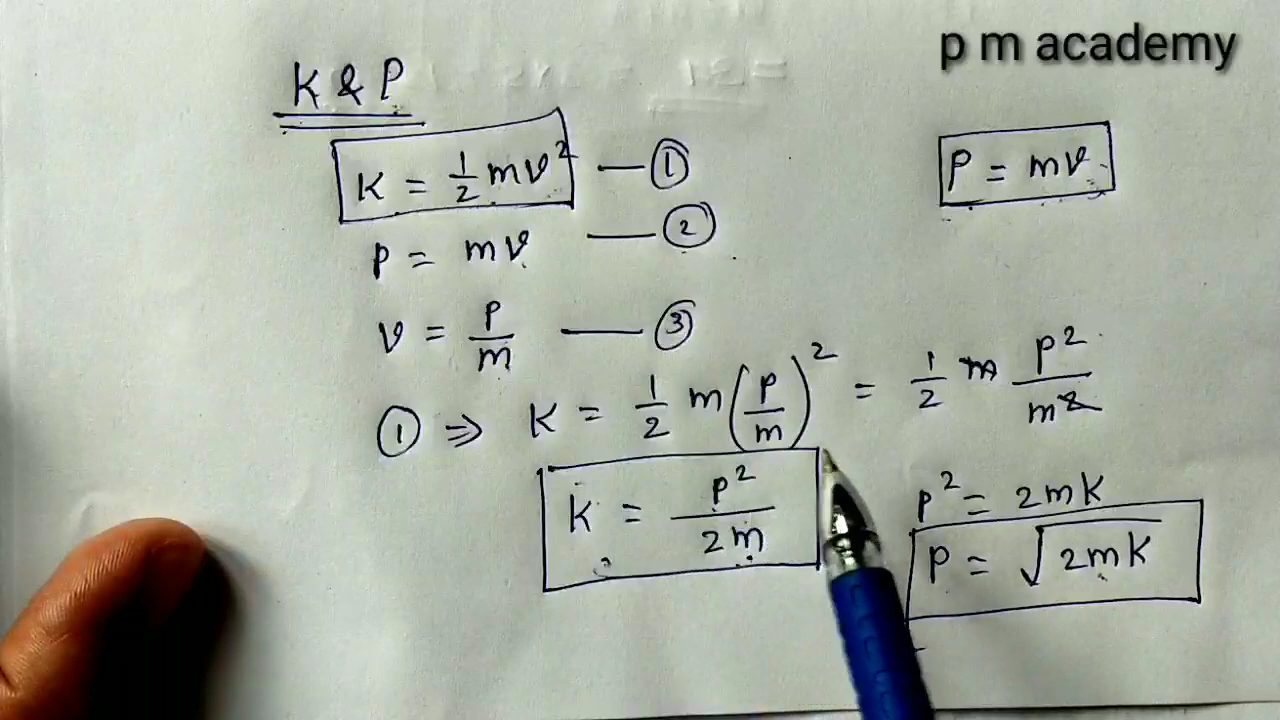 p m academy
K & P
K = 1/2 mv² — ①
P = mv
P = mv — ②
v = P/m — ③
① ⇒ K = 1/2 m(P/m)² = 1/2 m P²/m²
K = P²/2m
P² = 2mK
P = √2mK